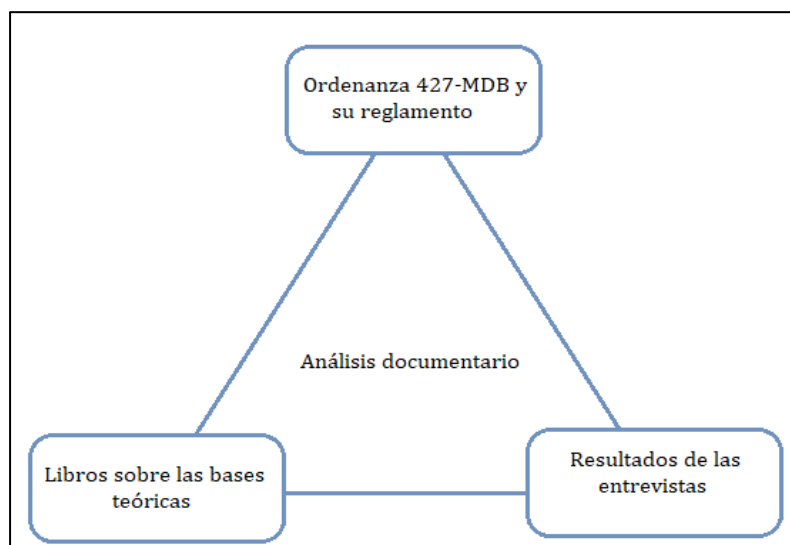 Ordenanza 427-MDB y
su reglamento
Análisis documentario
Libros sobre las bases
teóricas
Resultados de las
entrevistas